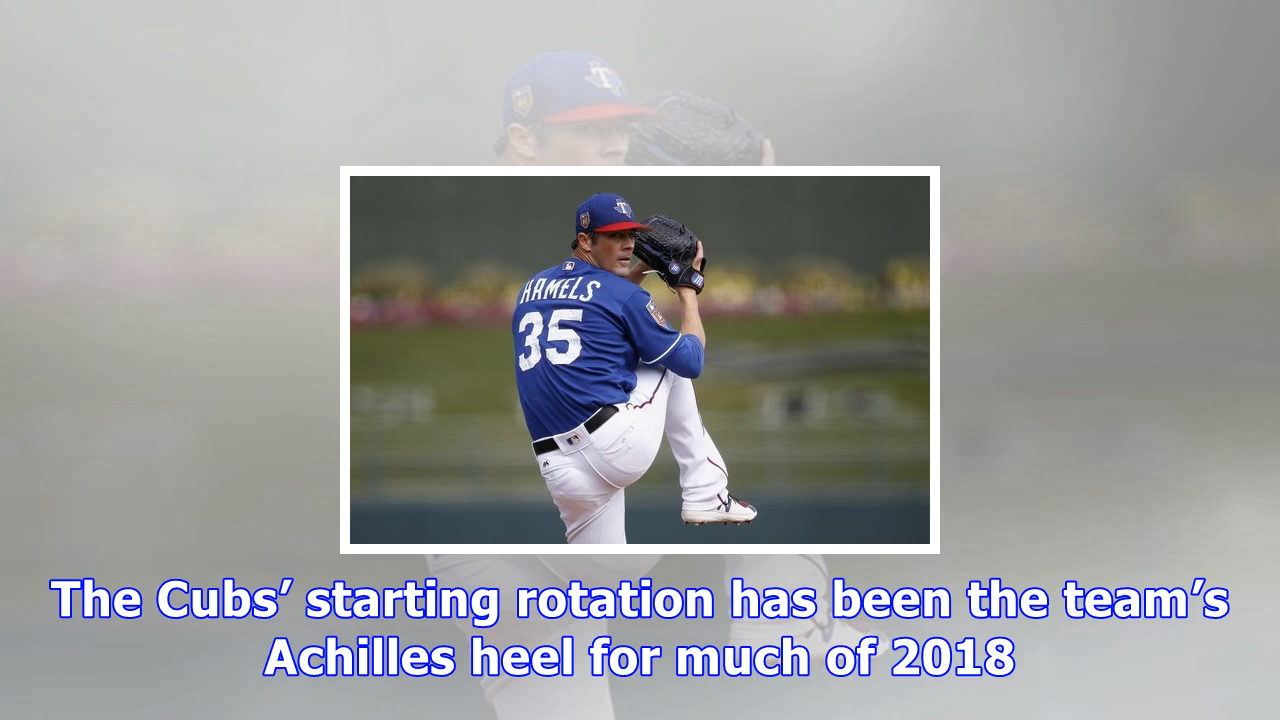 T
HAMELS
35
The Cubs’ starting rotation has been the team’s
Achilles heel for much of 2018